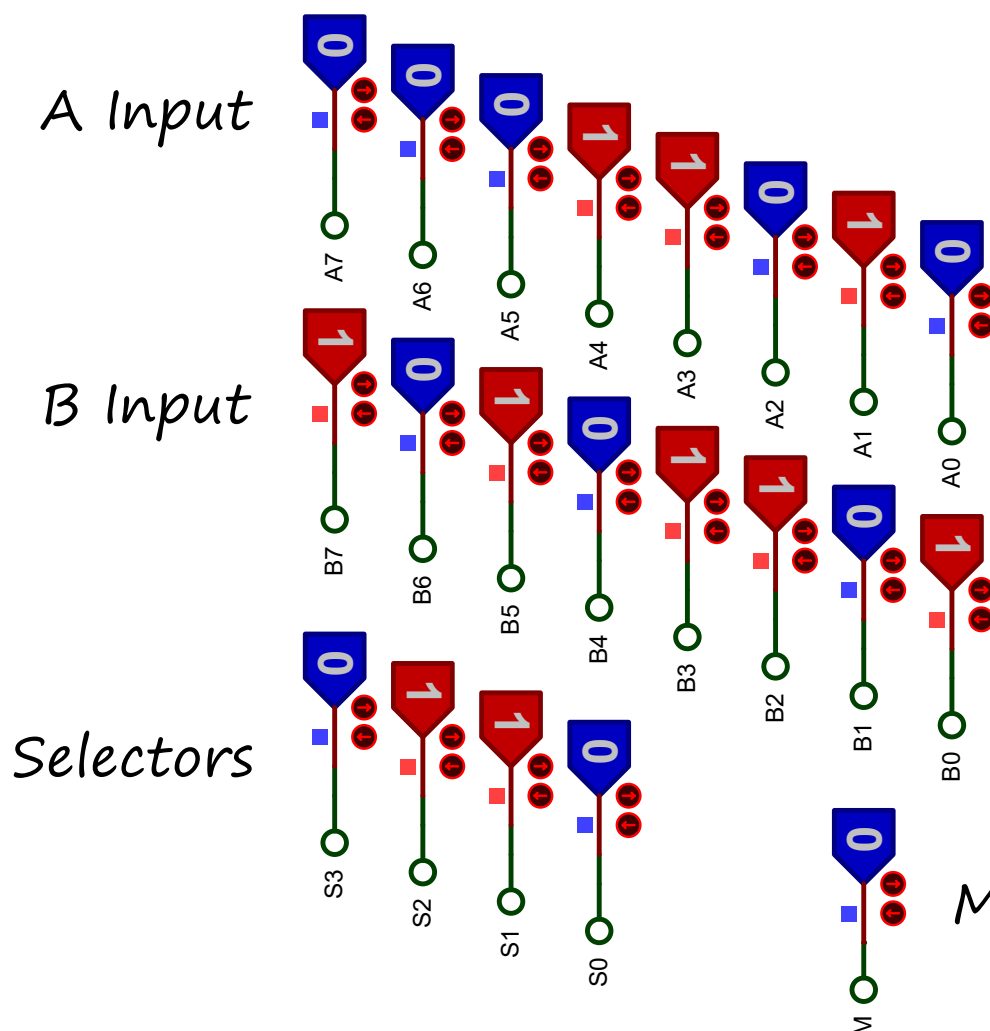 A Input
0 0 0 1 1 0 1 0
A7 A6 A5 A4 A3 A2 A1 A0
B Input
1 0 1 0 1 1 0 1
B7 B6 B5 B4 B3 B2 B1 B0
Selectors
0 1 1 0
S3 S2 S1 S0
0
M
M